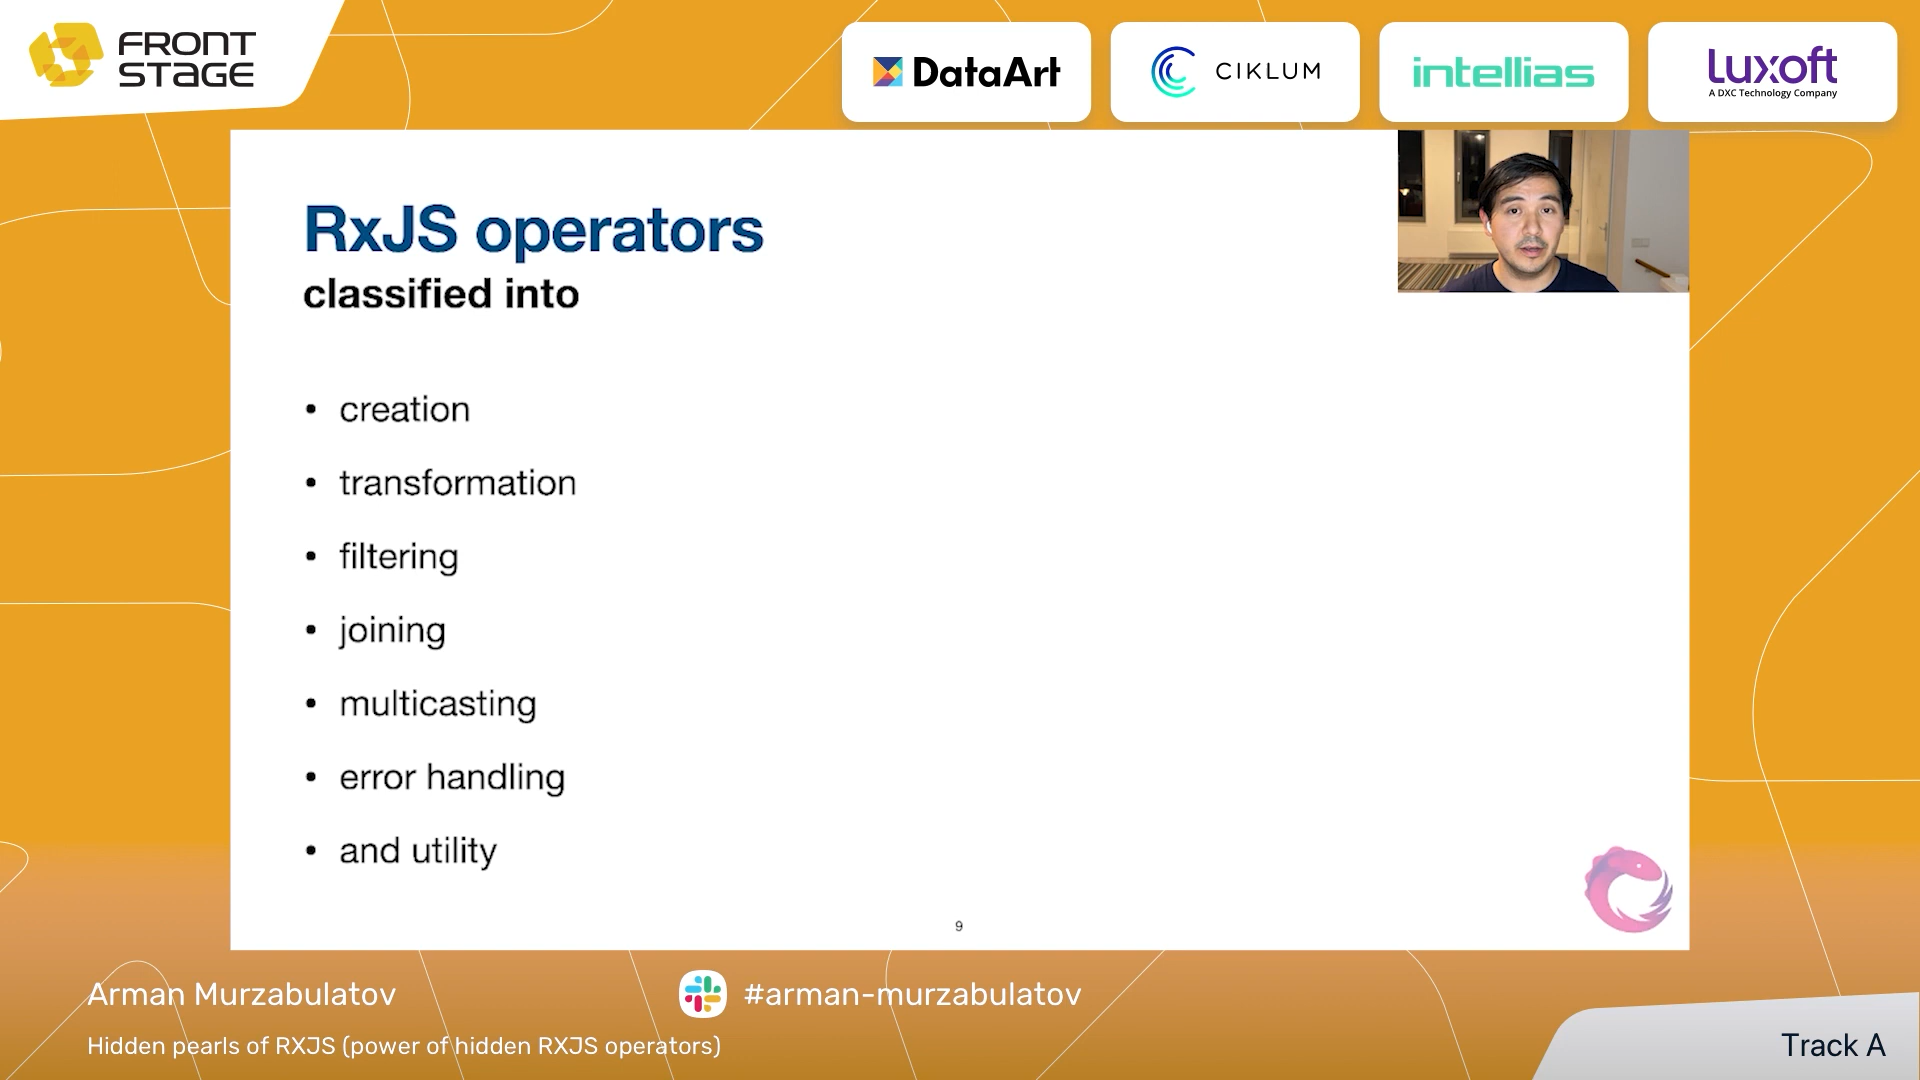 FRONT
STAGE
DataArt
CIKLUM
intellias
Luxoft
A DXC Technology Company
RxJS operators
classified into
• creation
• transformation
• filtering
• joining
• multicasting
• error handling
• and utility
9
Arman Murzabulatov
#arman-murzabulatov
Hidden pearls of RXJS (power of hidden RXJS operators)
Track A